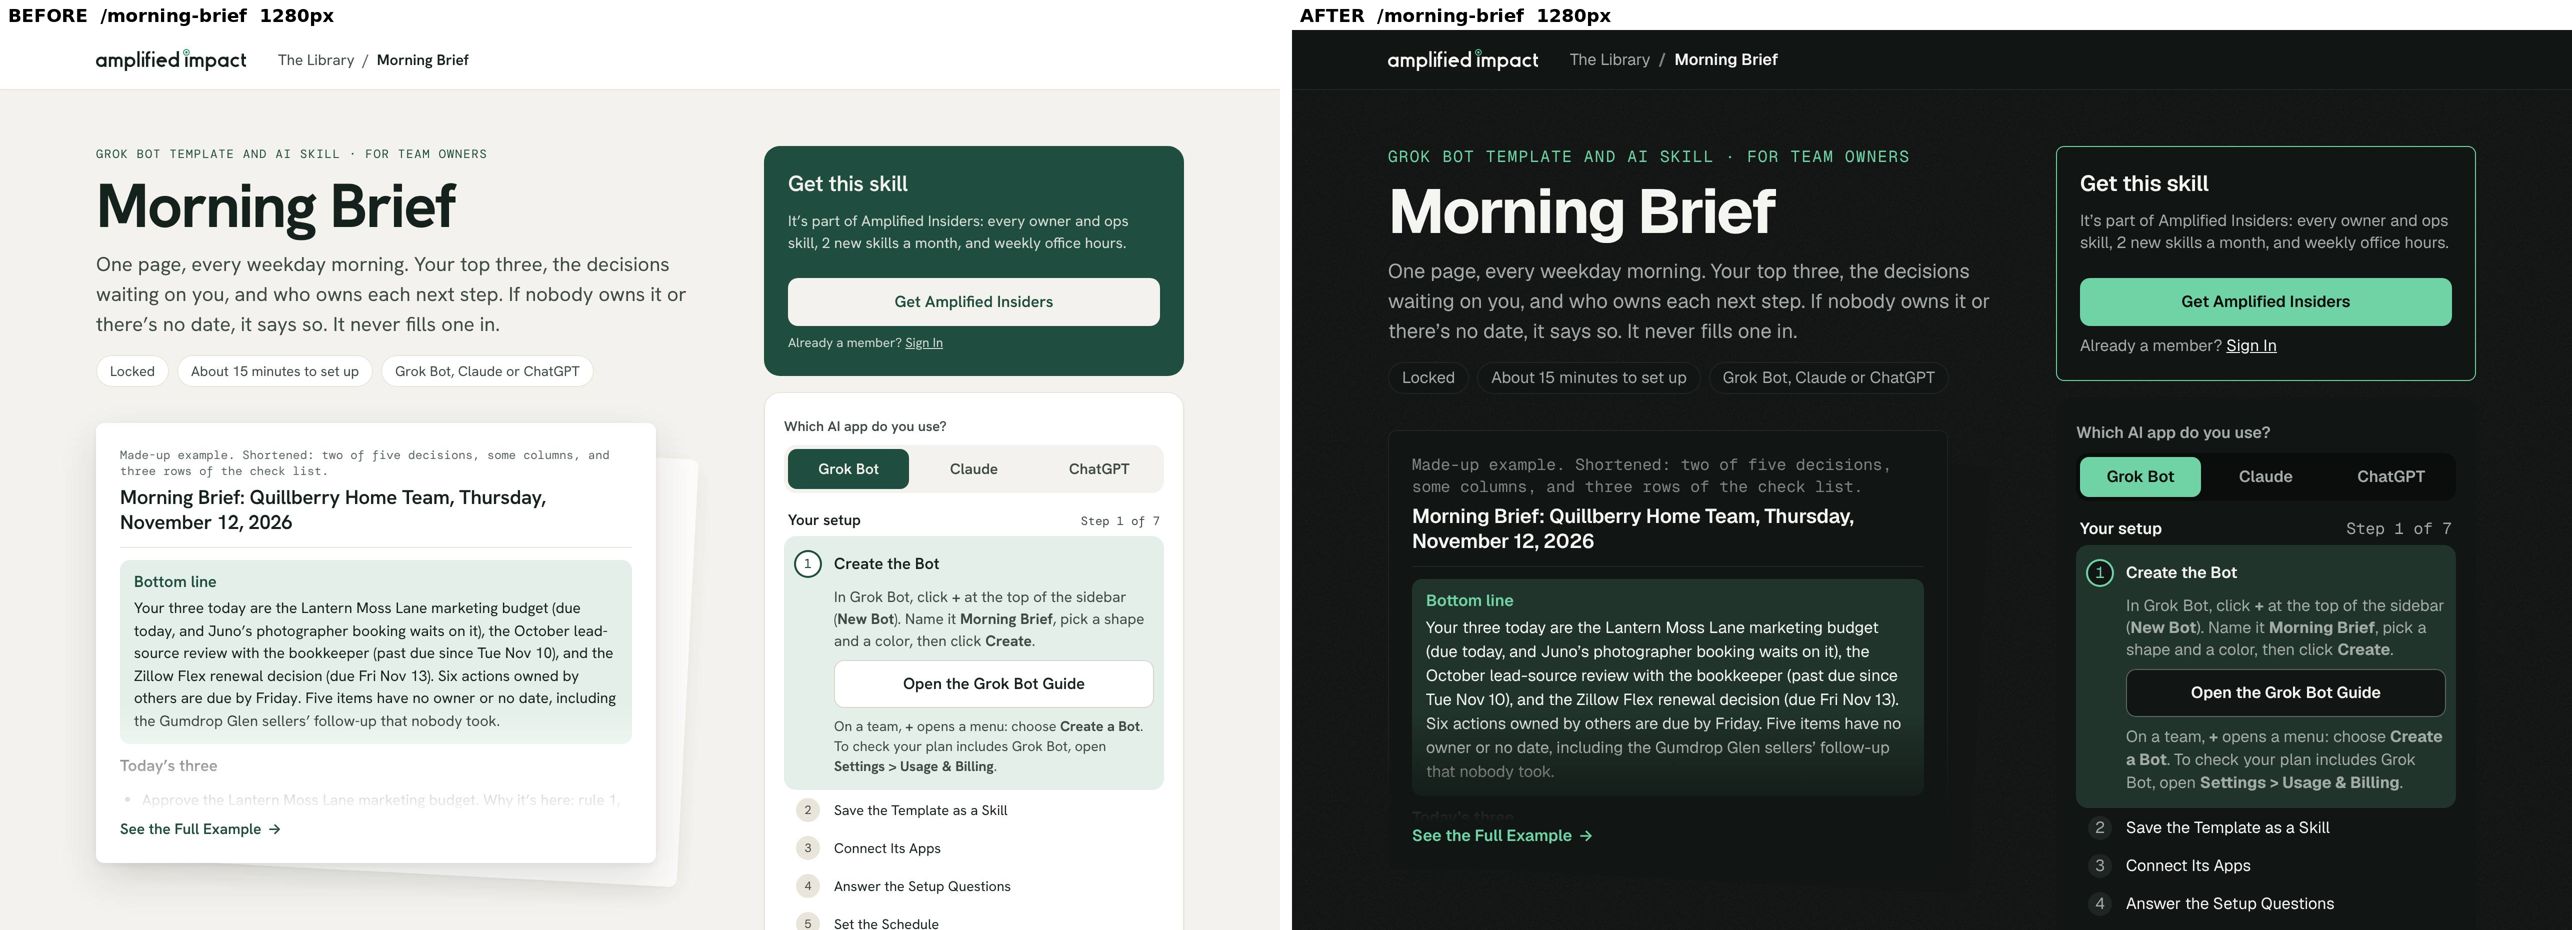 BEFORE /morning-brief 1280px
amplified impact
The Library / Morning Brief
GROK BOT TEMPLATE AND AI SKILL · FOR TEAM OWNERS
Morning Brief
One page, every weekday morning. Your top three, the decisions
waiting on you, and who owns each next step. If nobody owns it or
there’s no date, it says so. It never fills one in.
Locked
About 15 minutes to set up
Grok Bot, Claude or ChatGPT
Made-up example. Shortened: two of five decisions, some columns, and
three rows of the check list.
Morning Brief: Quillberry Home Team, Thursday,
November 12, 2026
Bottom line
Your three today are the Lantern Moss Lane marketing budget (due
today, and Juno’s photographer booking waits on it), the October lead-
source review with the bookkeeper (past due since Tue Nov 10), and the
Zillow Flex renewal decision (due Fri Nov 13). Six actions owned by
others are due by Friday. Five items have no owner or no date, including
the Gumdrop Glen sellers’ follow-up that nobody took.
Today’s three
• Approve the Lantern Moss Lane marketing budget. Why it’s here: rule 1,
See the Full Example →
Get this skill
It’s part of Amplified Insiders: every owner and ops
skill, 2 new skills a month, and weekly office hours.
Get Amplified Insiders
Already a member? Sign In
Which AI app do you use?
Grok Bot
Claude
ChatGPT
Your setup
Step 1 of 7
1 Create the Bot
In Grok Bot, click + at the top of the sidebar
(New Bot). Name it Morning Brief, pick a shape
and a color, then click Create.
Open the Grok Bot Guide
On a team, + opens a menu: choose Create a Bot.
To check your plan includes Grok Bot, open
Settings > Usage & Billing.
2 Save the Template as a Skill
3 Connect Its Apps
4 Answer the Setup Questions
5 Set the Schedule
AFTER /morning-brief 1280px
amplified impact
The Library / Morning Brief
GROK BOT TEMPLATE AND AI SKILL · FOR TEAM OWNERS
Morning Brief
One page, every weekday morning. Your top three, the decisions
waiting on you, and who owns each next step. If nobody owns it or
there’s no date, it says so. It never fills one in.
Locked
About 15 minutes to set up
Grok Bot, Claude or ChatGPT
Made-up example. Shortened: two of five decisions,
some columns, and three rows of the check list.
Morning Brief: Quillberry Home Team, Thursday,
November 12, 2026
Bottom line
Your three today are the Lantern Moss Lane marketing budget
(due today, and Juno’s photographer booking waits on it), the
October lead-source review with the bookkeeper (past due since
Tue Nov 10), and the Zillow Flex renewal decision (due Fri Nov 13).
Six actions owned by others are due by Friday. Five items have no
owner or no date, including the Gumdrop Glen sellers’ follow-up
that nobody took.
Today’s three
See the Full Example →
Get this skill
It’s part of Amplified Insiders: every owner and ops
skill, 2 new skills a month, and weekly office hours.
Get Amplified Insiders
Already a member? Sign In
Which AI app do you use?
Grok Bot
Claude
ChatGPT
Your setup
Step 1 of 7
1 Create the Bot
In Grok Bot, click + at the top of the sidebar
(New Bot). Name it Morning Brief, pick a
shape and a color, then click Create.
Open the Grok Bot Guide
On a team, + opens a menu: choose Create
a Bot. To check your plan includes Grok
Bot, open Settings > Usage & Billing.
2 Save the Template as a Skill
3 Connect Its Apps
4 Answer the Setup Questions